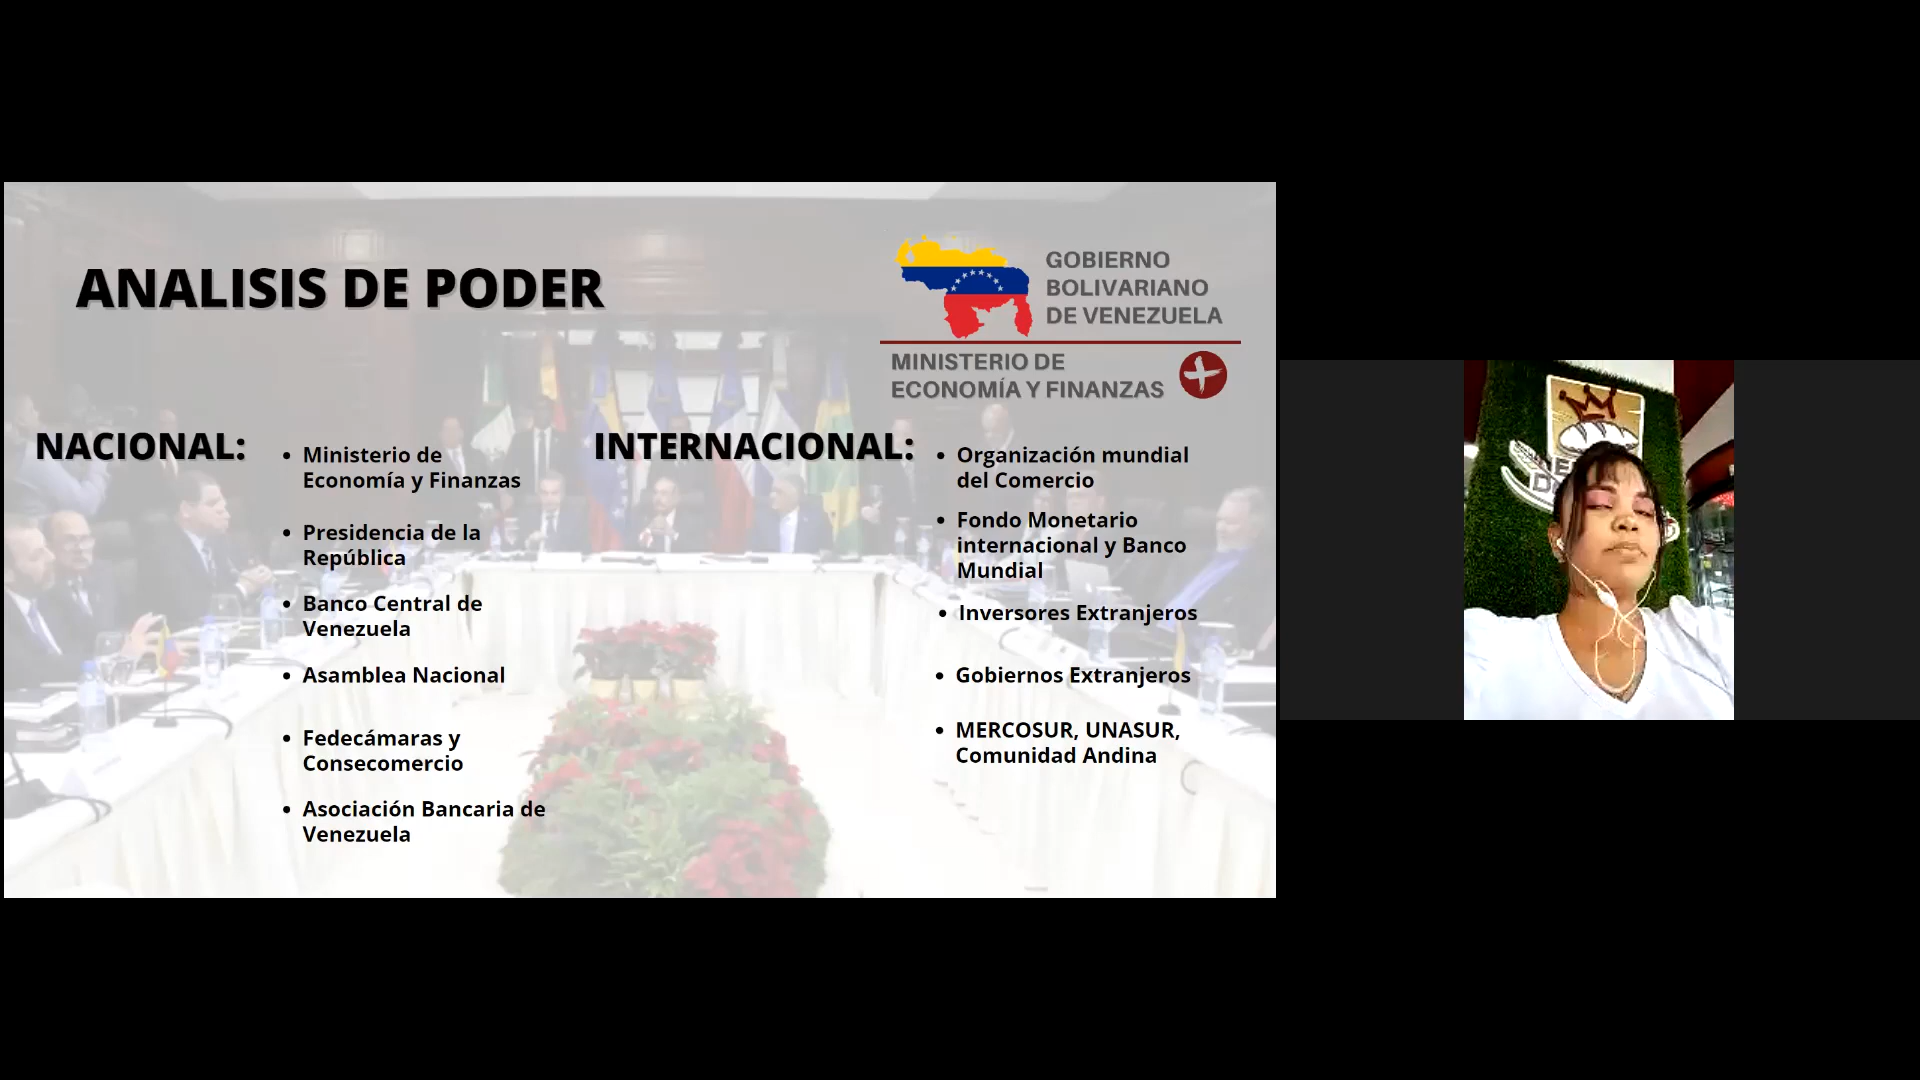 ANALISIS DE PODER
GOBIERNO
BOLIVARIANO
DE VENEZUELA
MINISTERIO DE
ECONOMÍA Y FINANZAS
NACIONAL:
• Ministerio de
Economía y Finanzas
• Presidencia de la
República
• Banco Central de
Venezuela
• Asamblea Nacional
• Fedecámaras y
Consecomercio
• Asociación Bancaria de
Venezuela
INTERNACIONAL:
• Organización mundial
del Comercio
• Fondo Monetario
internacional y Banco
Mundial
• Inversores Extranjeros
• Gobiernos Extranjeros
• MERCOSUR, UNASUR,
Comunidad Andina